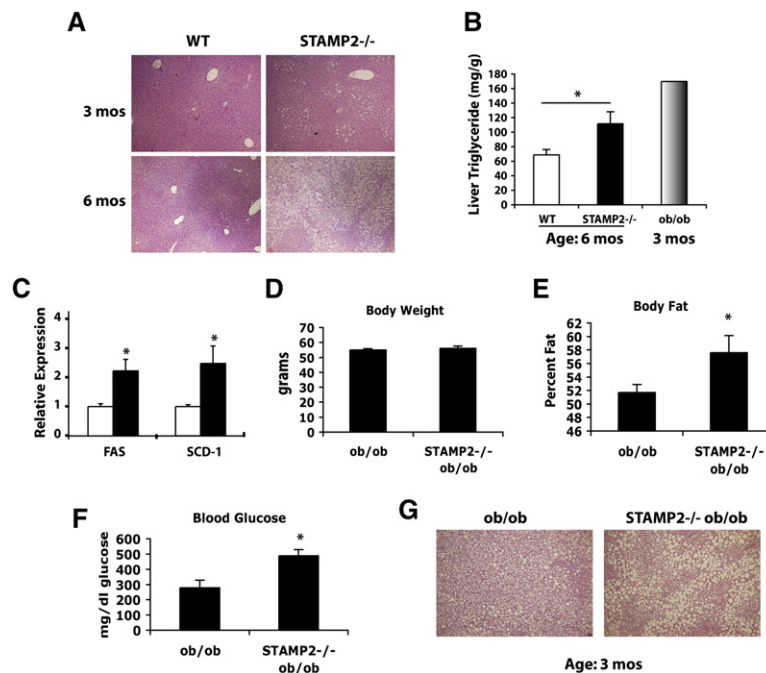 A
WT
STAMP2-/-
3 mos
6 mos
B
Liver Triglyceride (mg/g)
180
160
140
120
100
80
60
40
20
0
*
WT
STAMP2-/-
ob/ob
Age: 6 mos
3 mos
C
Relative Expression
4
3
2
1
0
*
*
FAS
SCD-1
D
Body Weight
grams
70
60
50
40
30
20
10
0
ob/ob
STAMP2-/-
ob/ob
E
Body Fat
Percent Fat
62
60
58
56
54
52
50
48
46
*
ob/ob
STAMP2-/-
ob/ob
F
Blood Glucose
mg/dl glucose
600
500
400
300
200
100
0
*
ob/ob
STAMP2-/-
ob/ob
G
ob/ob
STAMP2-/- ob/ob
Age: 3 mos